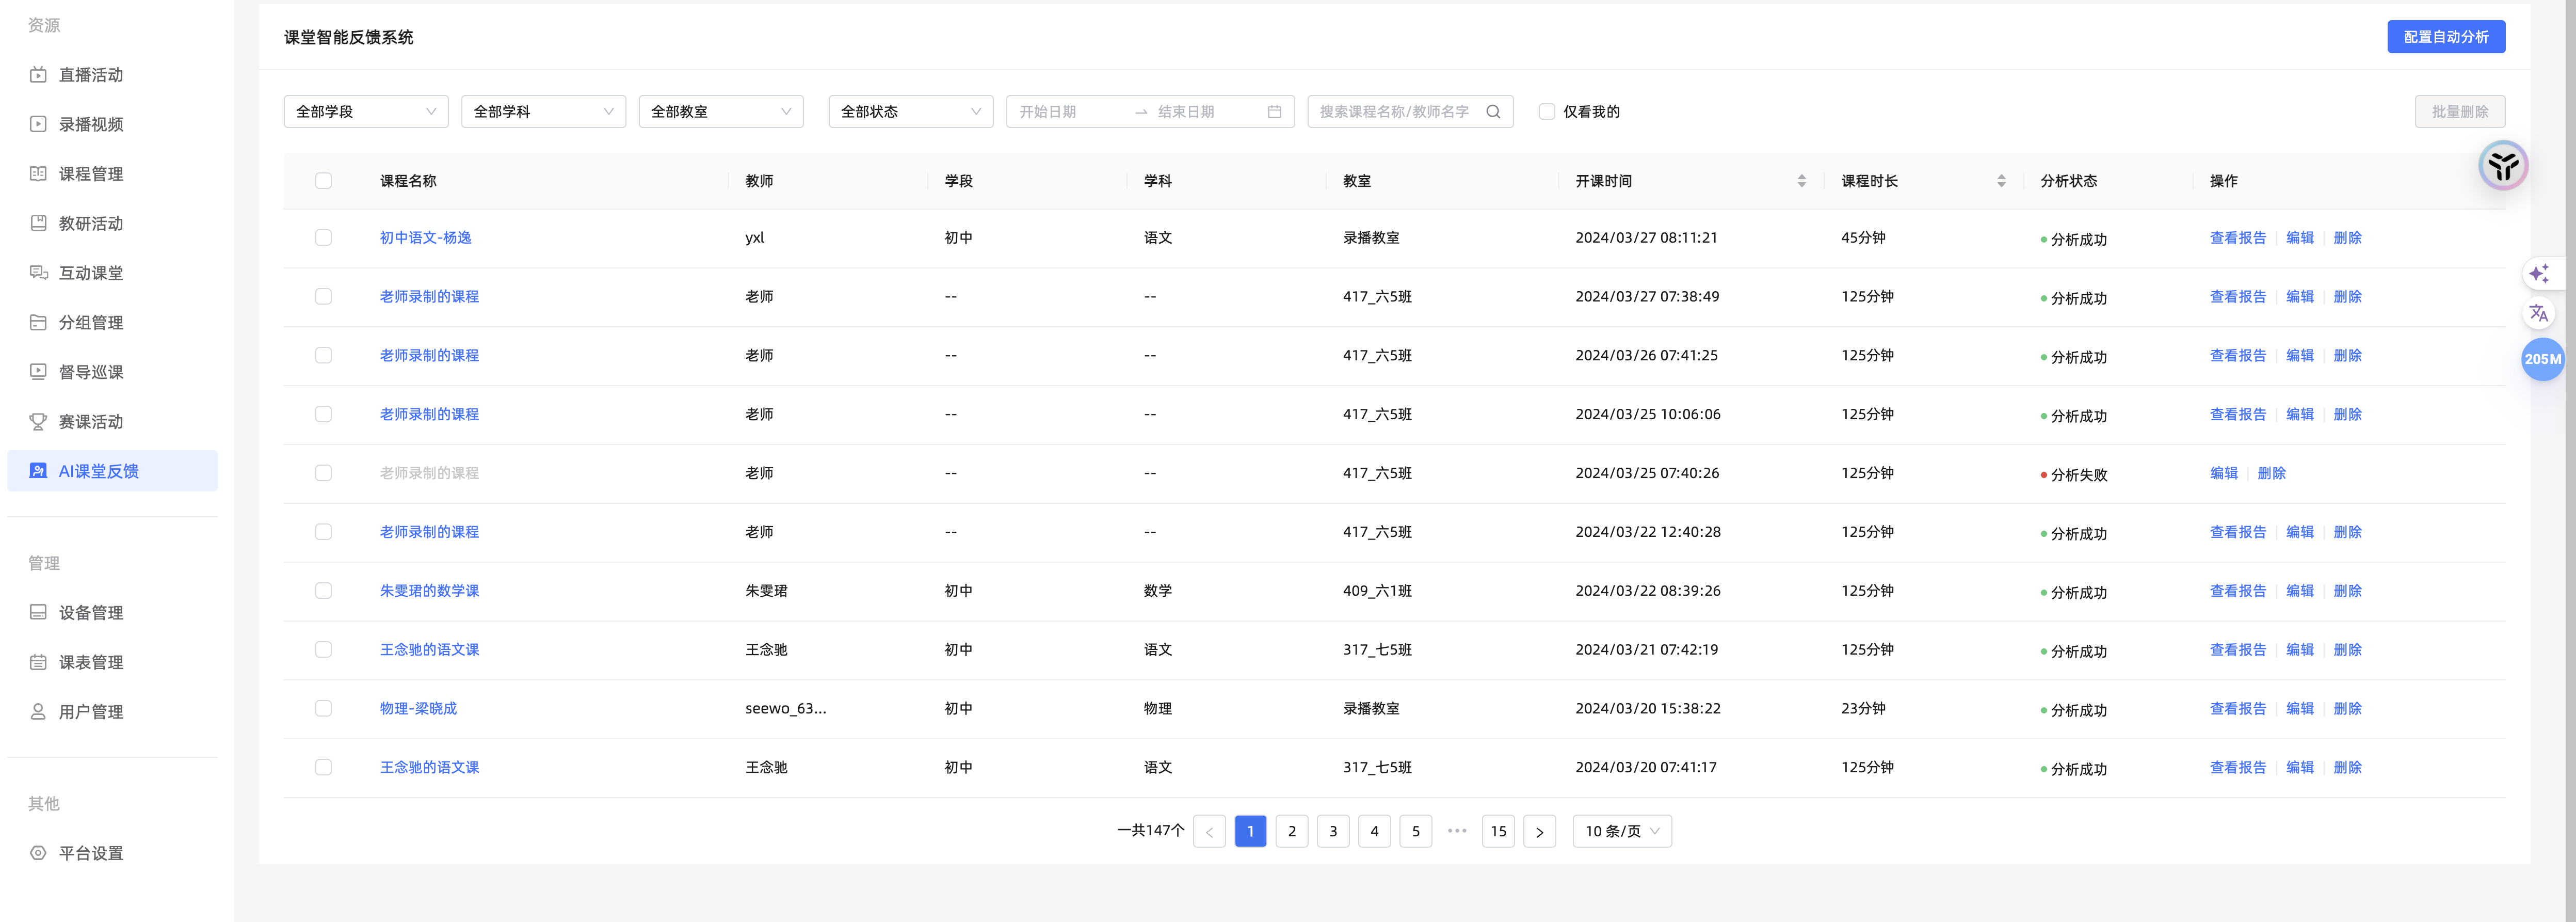 资源
直播活动
录播视频
课程管理
教研活动
互动课堂
分组管理
督导巡课
赛课活动
AI课堂反馈
管理
设备管理
课表管理
用户管理
其他
平台设置
课堂智能反馈系统 配置自动分析
全部学段 全部学科 全部教室 全部状态 开始日期 → 结束日期 搜索课程名称/教师名字 仅看我的 批量删除
课程名称 教师 学段 学科 教室 开课时间 课程时长 分析状态 操作
初中语文-杨逸 yxl 初中 语文 录播教室 2024/03/27 08:11:21 45分钟 分析成功 查看报告 编辑 删除
老师录制的课程 老师 -- -- 417_六5班 2024/03/27 07:38:49 125分钟 分析成功 查看报告 编辑 删除
老师录制的课程 老师 -- -- 417_六5班 2024/03/26 07:41:25 125分钟 分析成功 查看报告 编辑 删除
老师录制的课程 老师 -- -- 417_六5班 2024/03/25 10:06:06 125分钟 分析成功 查看报告 编辑 删除
老师录制的课程 老师 -- -- 417_六5班 2024/03/25 07:40:26 125分钟 分析失败 编辑 删除
老师录制的课程 老师 -- -- 417_六5班 2024/03/22 12:40:28 125分钟 分析成功 查看报告 编辑 删除
朱雯珺的数学课 朱雯珺 初中 数学 409_六1班 2024/03/22 08:39:26 125分钟 分析成功 查看报告 编辑 删除
王念驰的语文课 王念驰 初中 语文 317_七5班 2024/03/21 07:42:19 125分钟 分析成功 查看报告 编辑 删除
物理-梁晓成 seewo_63... 初中 物理 录播教室 2024/03/20 15:38:22 23分钟 分析成功 查看报告 编辑 删除
王念驰的语文课 王念驰 初中 语文 317_七5班 2024/03/20 07:41:17 125分钟 分析成功 查看报告 编辑 删除
一共147个 < 1 2 3 4 5 ••• 15 > 10 条/页
文A
205M